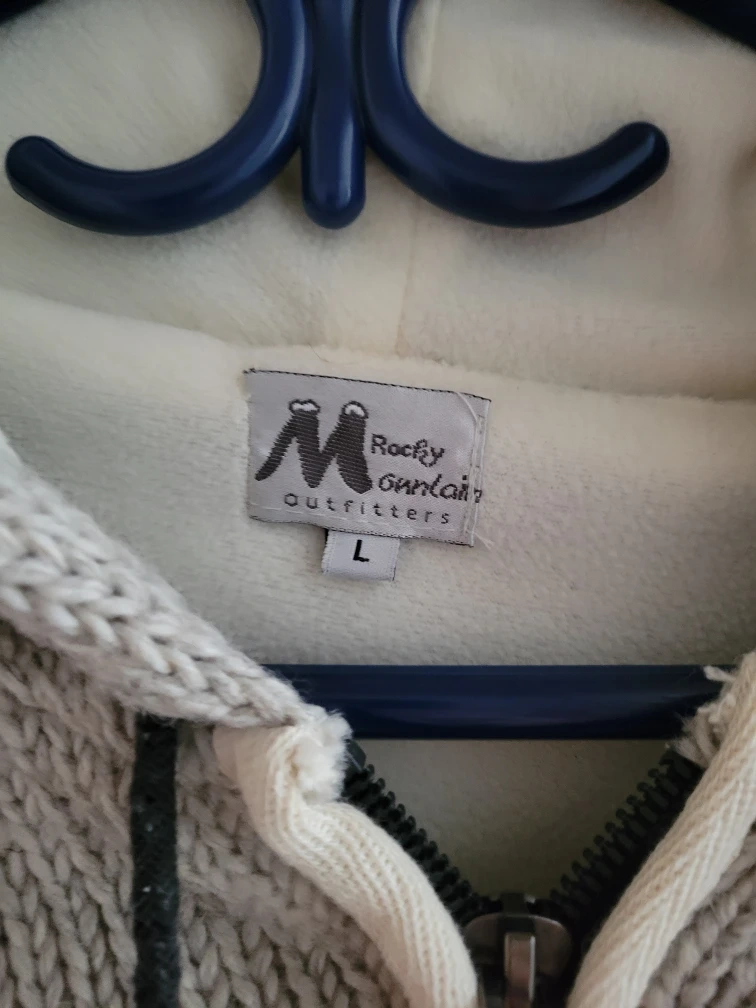 Rocky
Mountain
outfitters
L